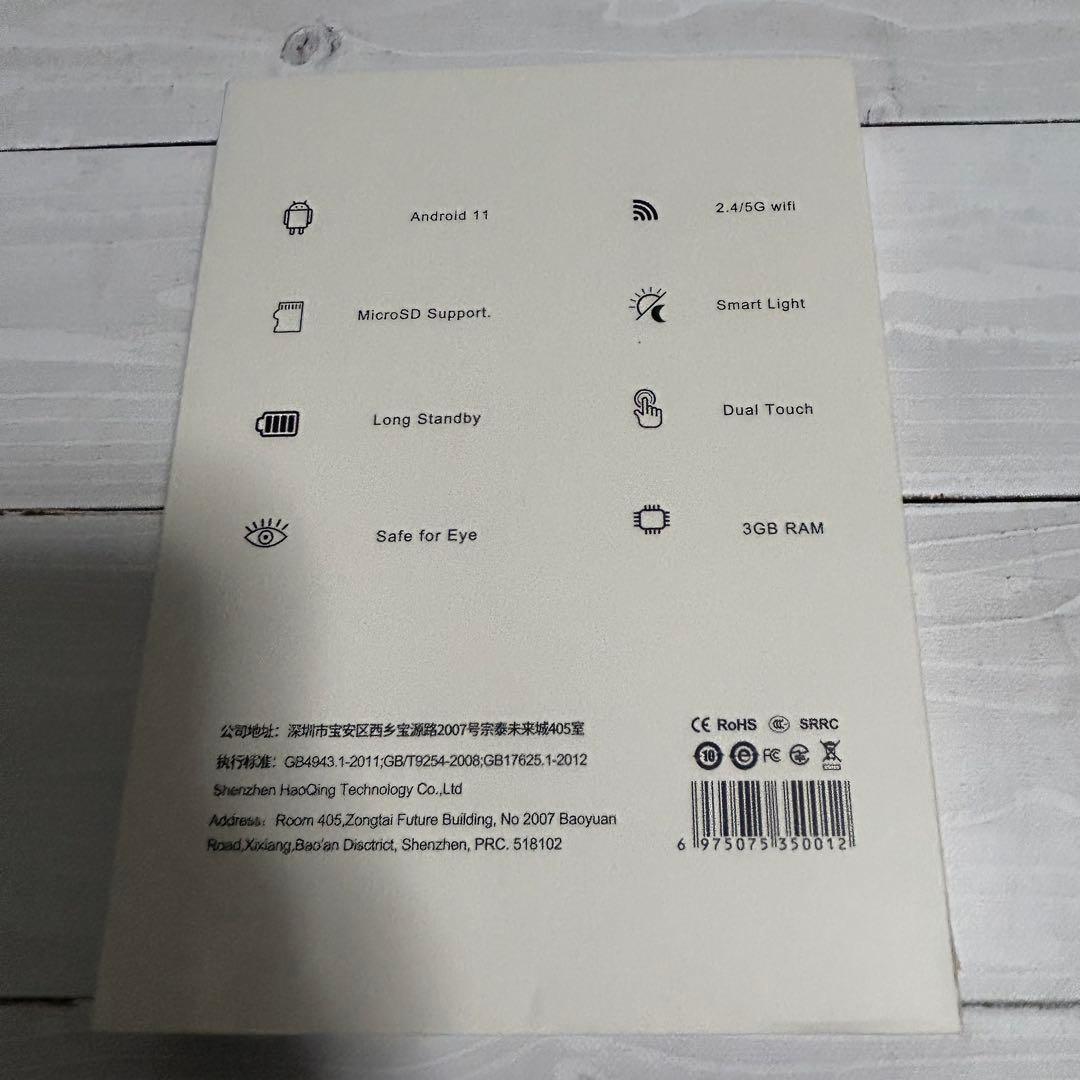 Android 11
2.4/5G wifi
MicroSD Support.
Smart Light
Long Standby
Dual Touch
Safe for Eye
3GB RAM
公司地址：深圳市宝安区西乡宝源路2007号宗泰未来城405室
执行标准：GB4943.1-2011;GB/T9254-2008;GB17625.1-2012
Shenzhen HaoQing Technology Co.,Ltd
Address：Room 405,Zongtai Future Building, No 2007 Baoyuan
Road,Xixiang,Bao'an Disctrict, Shenzhen, PRC. 518102
CE RoHS CCC SRRC
10 e FC
6 975075 350012